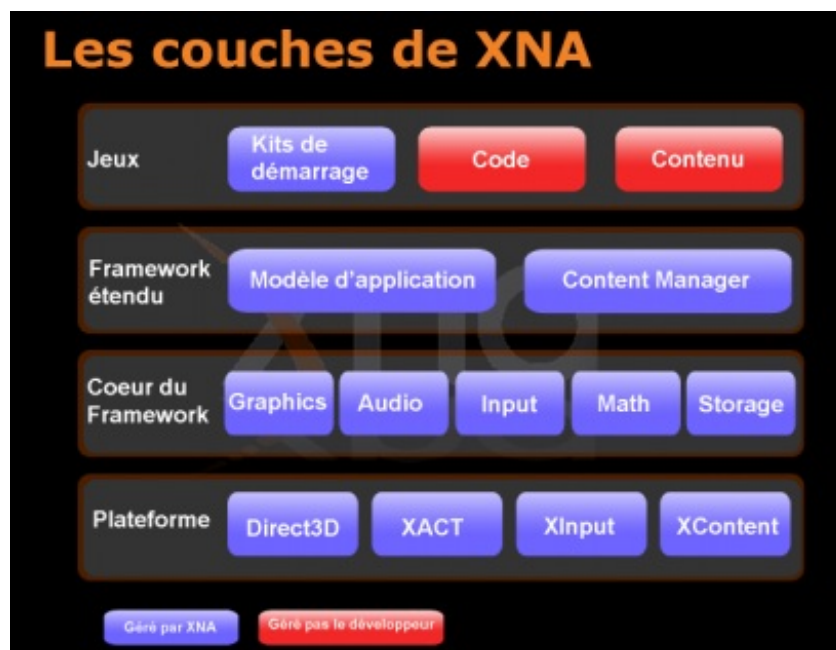 Les couches de XNA
Jeux
Kits de
démarrage
Code
Contenu
Framework
étendu
Modèle d'application
Content Manager
Coeur du
Framework
Graphics
Audio
Input
Math
Storage
Plateforme
Direct3D
XACT
XInput
XContent
Géré par XNA
Géré pas le développeur